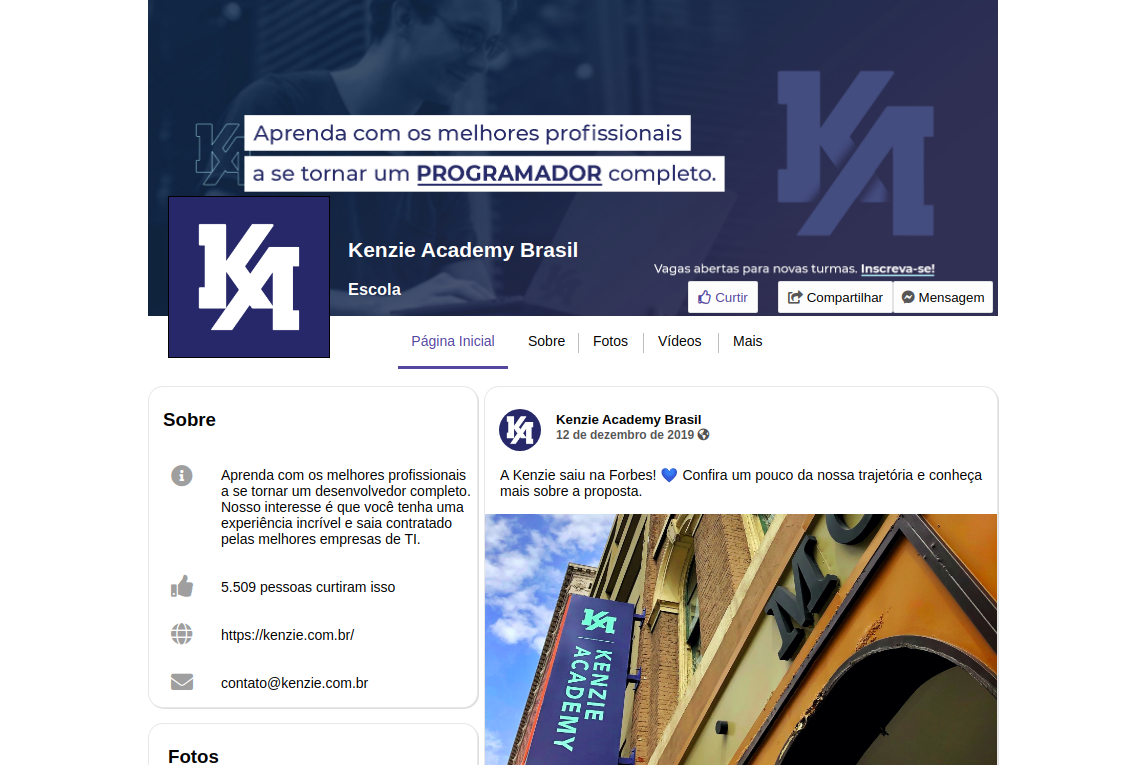 Aprenda com os melhores profissionais
a se tornar um PROGRAMADOR completo.
KA
KA
KA
Kenzie Academy Brasil
Escola
Vagas abertas para novas turmas. Inscreva-se!
Curtir
Compartilhar
Mensagem
Página Inicial
Sobre
Fotos
Vídeos
Mais
Sobre
Aprenda com os melhores profissionais
a se tornar um desenvolvedor completo.
Nosso interesse é que você tenha uma
experiência incrível e saia contratado
pelas melhores empresas de TI.
5.509 pessoas curtiram isso
https://kenzie.com.br/
contato@kenzie.com.br
Fotos
KA
Kenzie Academy Brasil
12 de dezembro de 2019
A Kenzie saiu na Forbes! 💙 Confira um pouco da nossa trajetória e conheça
mais sobre a proposta.
KA
KENZIE
ACADEMY
MO